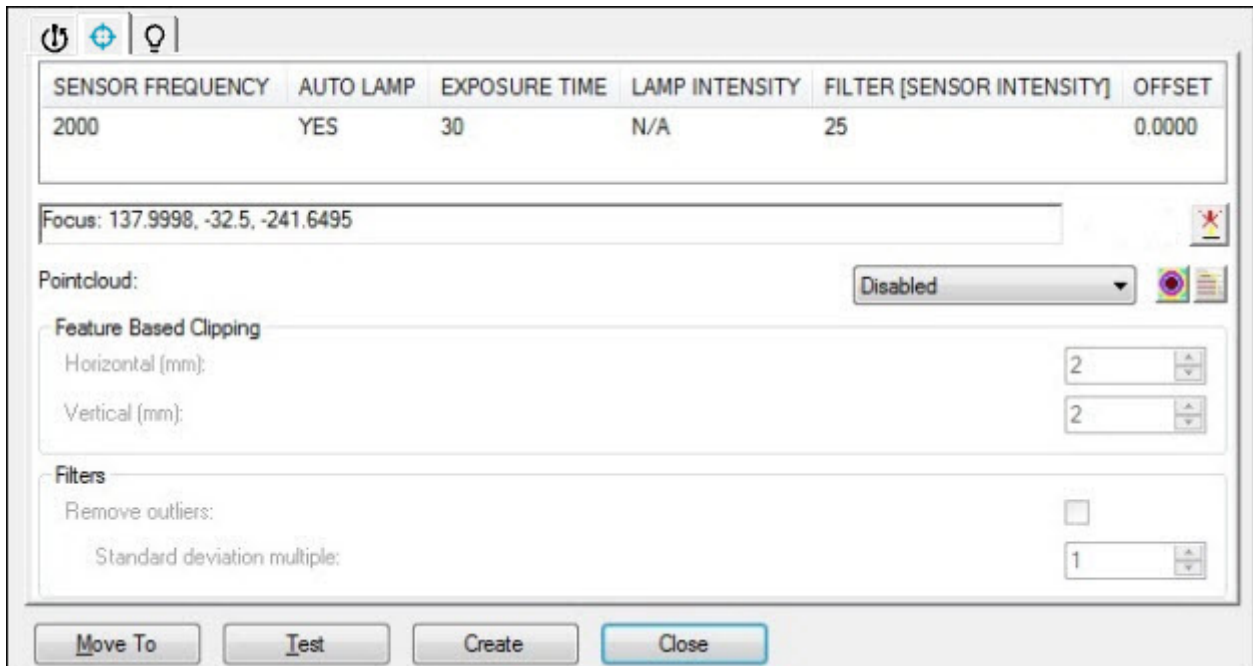 SENSOR FREQUENCY AUTO LAMP EXPOSURE TIME LAMP INTENSITY FILTER [SENSOR INTENSITY] OFFSET
2000 YES 30 N/A 25 0.0000
Focus: 137.9998, -32.5, -241.6495
Pointcloud: Disabled
Feature Based Clipping
Horizontal (mm): 2
Vertical (mm): 2
Filters
Remove outliers:
Standard deviation multiple: 1
Move To Test Create Close